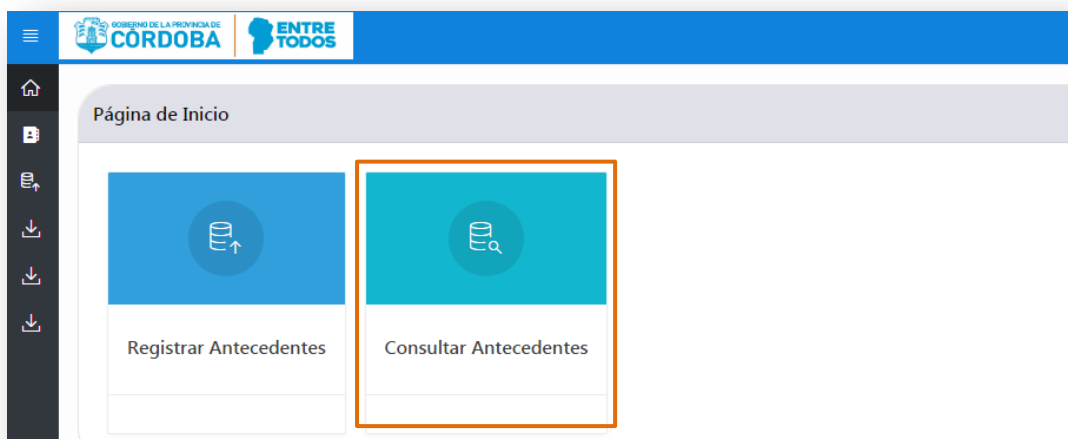 GOBIERNO DE LA PROVINCIA DE
CÓRDOBA
ENTRE
TODOS
Página de Inicio
Registrar Antecedentes
Consultar Antecedentes